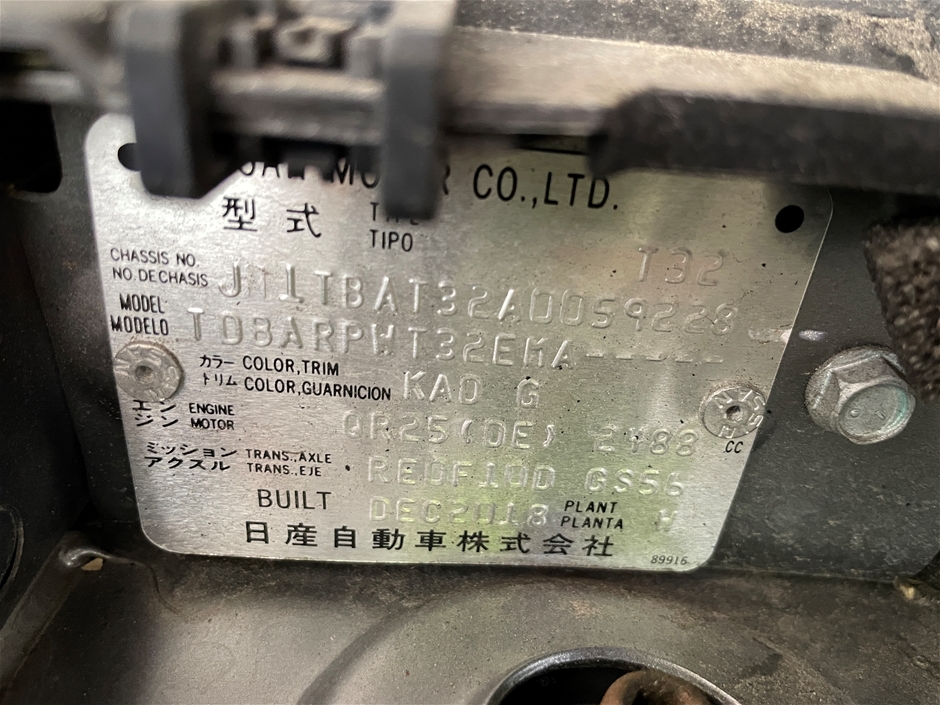 MOTOR CO.,LTD.
型式 TYPE
TIPO T32
CHASSIS NO.
NO. DE CHASIS JN1TBAT32A0059228
MODEL
MODELO TDBARPWT32EMA-----
カラー COLOR,TRIM
トリム COLOR,GUARNICION KAD G
エンジン ENGINE
MOTOR QR25(DE) 2488 CC
ミッション TRANS.,AXLE
アクスル TRANS.,EJE RE0F10D GS56
BUILT DEC2018 PLANT
PLANTA
日産自動車株式会社
89916